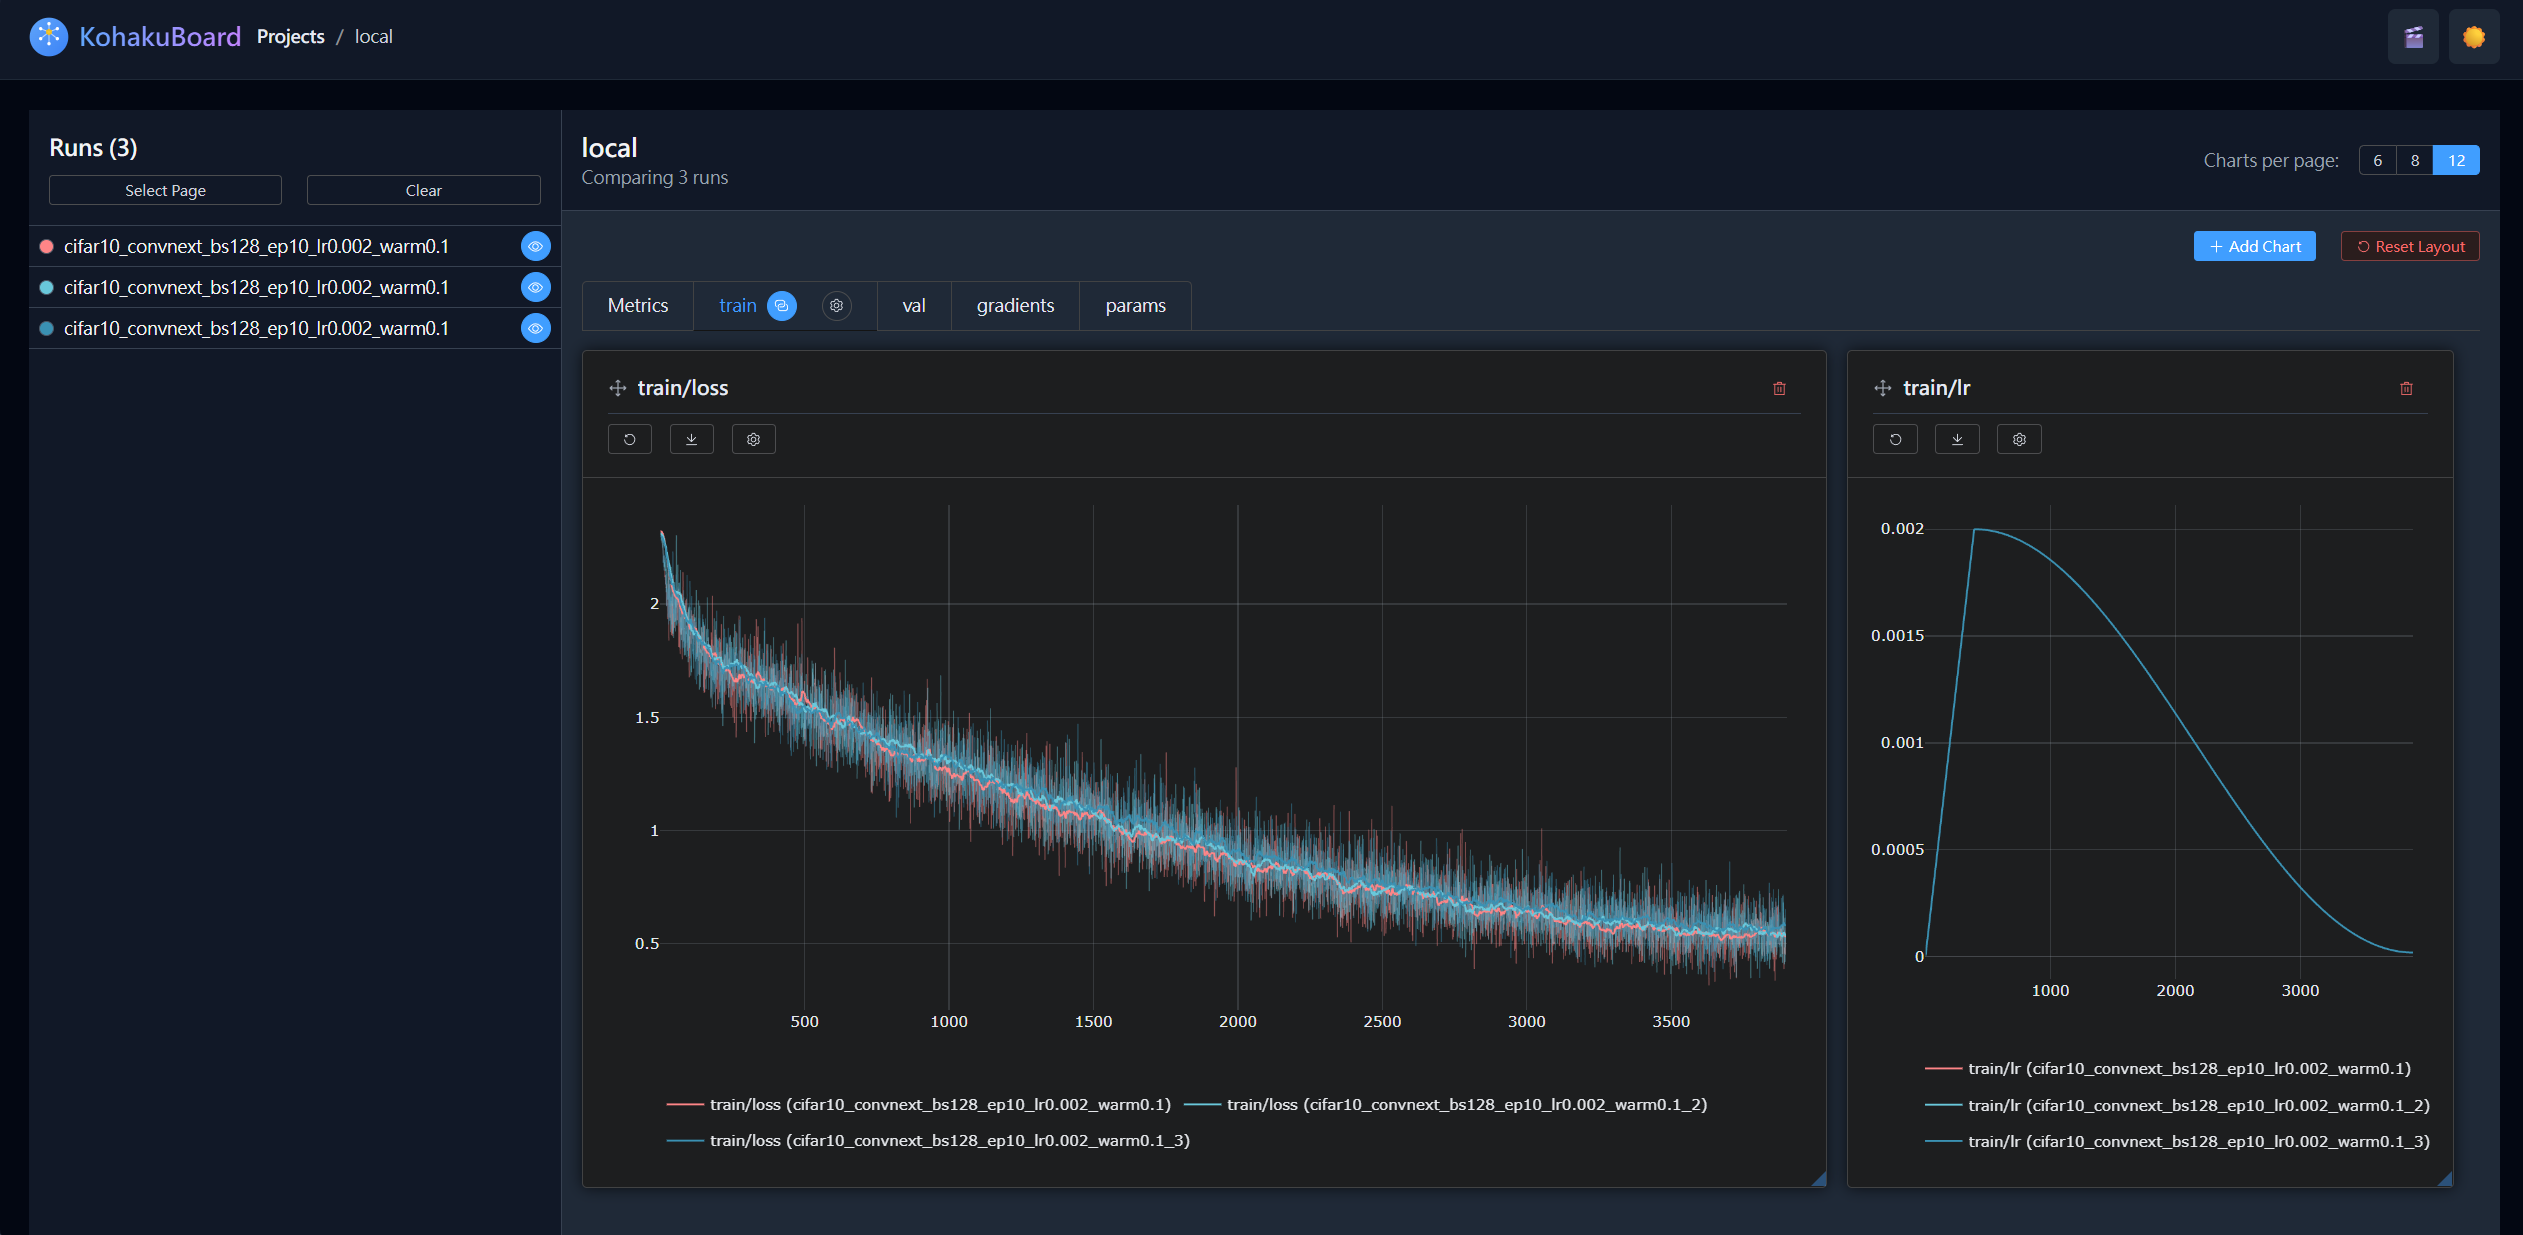 KohakuBoard Projects / local
Runs (3)
Select Page Clear
cifar10_convnext_bs128_ep10_lr0.002_warm0.1
cifar10_convnext_bs128_ep10_lr0.002_warm0.1
cifar10_convnext_bs128_ep10_lr0.002_warm0.1
local
Comparing 3 runs
Charts per page: 6 8 12
+ Add Chart Reset Layout
Metrics train val gradients params
train/loss
2
1.5
1
0.5
500 1000 1500 2000 2500 3000 3500
train/loss (cifar10_convnext_bs128_ep10_lr0.002_warm0.1) train/loss (cifar10_convnext_bs128_ep10_lr0.002_warm0.1_2)
train/loss (cifar10_convnext_bs128_ep10_lr0.002_warm0.1_3)
train/lr
0.002
0.0015
0.001
0.0005
0
1000 2000 3000
train/lr (cifar10_convnext_bs128_ep10_lr0.002_warm0.1)
train/lr (cifar10_convnext_bs128_ep10_lr0.002_warm0.1_2)
train/lr (cifar10_convnext_bs128_ep10_lr0.002_warm0.1_3)